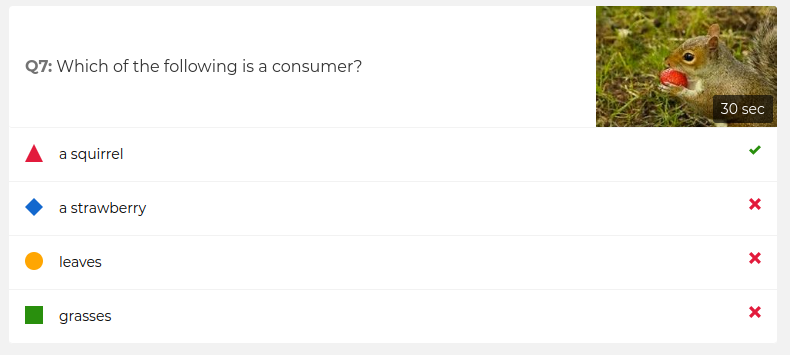 Q7: Which of the following is a consumer?
30 sec
a squirrel
a strawberry
leaves
grasses